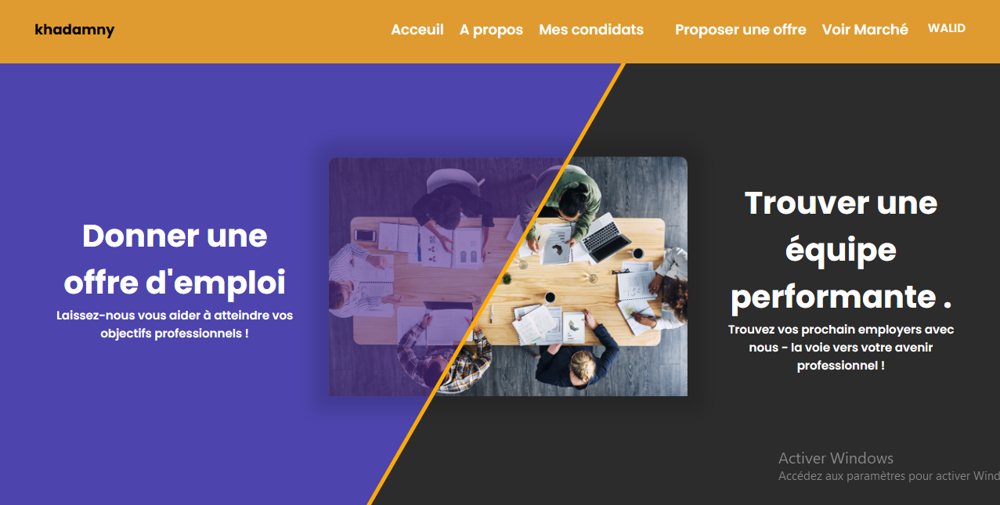 khadamny
Acceuil A propos Mes condidats Proposer une offre Voir Marché WALID
Donner une
offre d'emploi
Laissez-nous vous aider à atteindre vos
objectifs professionnels !
Trouver une
équipe
performante .
Trouvez vos prochain employers avec
nous - la voie vers votre avenir
professionnel !
Activer Windows
Accédez aux paramètres pour activer Wind